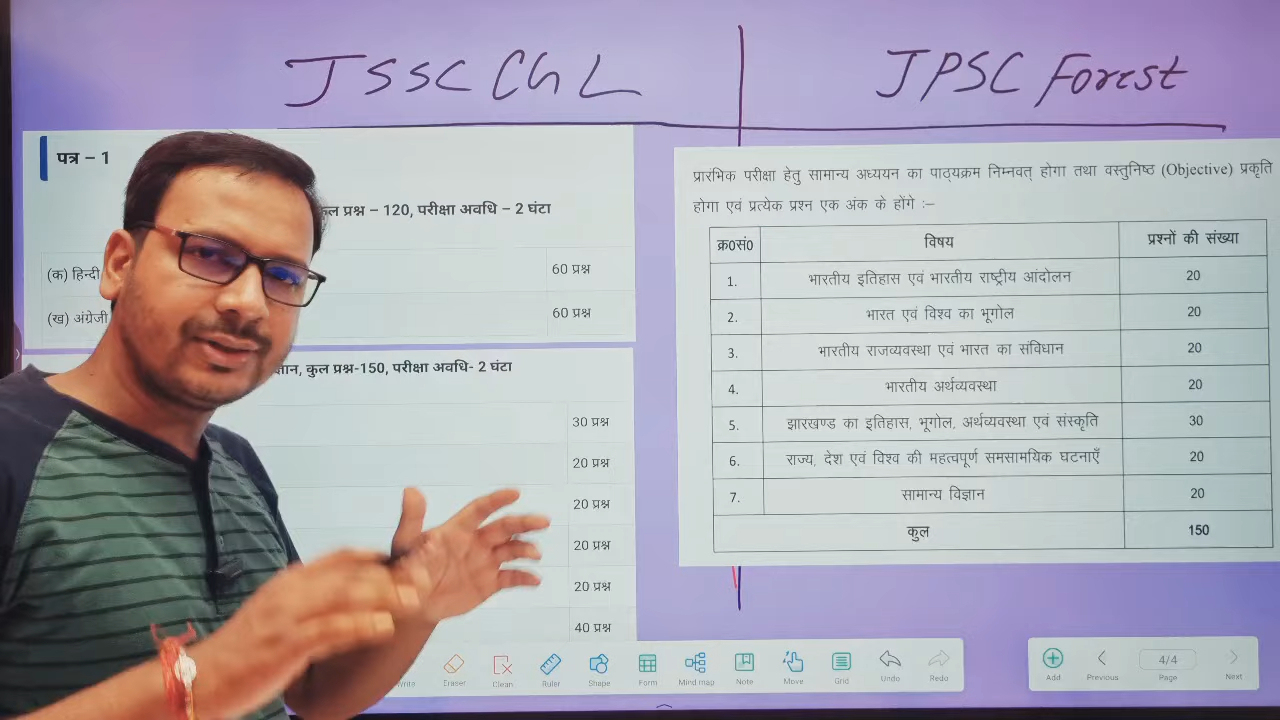 JSSC CGL
JPSC Forest
पत्र – 1
प्रश्न – 120, परीक्षा अवधि – 2 घंटा
(क) हिन्दी
60 प्रश्न
(ख) अंग्रेजी
60 प्रश्न
कुल प्रश्न-150, परीक्षा अवधि- 2 घंटा
30 प्रश्न
20 प्रश्न
20 प्रश्न
20 प्रश्न
20 प्रश्न
40 प्रश्न
प्रारंभिक परीक्षा हेतु सामान्य अध्ययन का पाठ्यक्रम निम्नवत् होगा तथा वस्तुनिष्ठ (Objective) प्रकृति
होगा एवं प्रत्येक प्रश्न एक अंक के होंगे :–
क्र0सं0 विषय प्रश्नों की संख्या
1. भारतीय इतिहास एवं भारतीय राष्ट्रीय आंदोलन 20
2. भारत एवं विश्व का भूगोल 20
3. भारतीय राजव्यवस्था एवं भारत का संविधान 20
4. भारतीय अर्थव्यवस्था 20
5. झारखण्ड का इतिहास, भूगोल, अर्थव्यवस्था एवं संस्कृति 30
6. राज्य, देश एवं विश्व की महत्वपूर्ण समसामयिक घटनाएँ 20
7. सामान्य विज्ञान 20
कुल 150
Eraser Clean Ruler Shape Form Mind map Note Move Grid Undo Redo
4/4
Add Previous Page Next